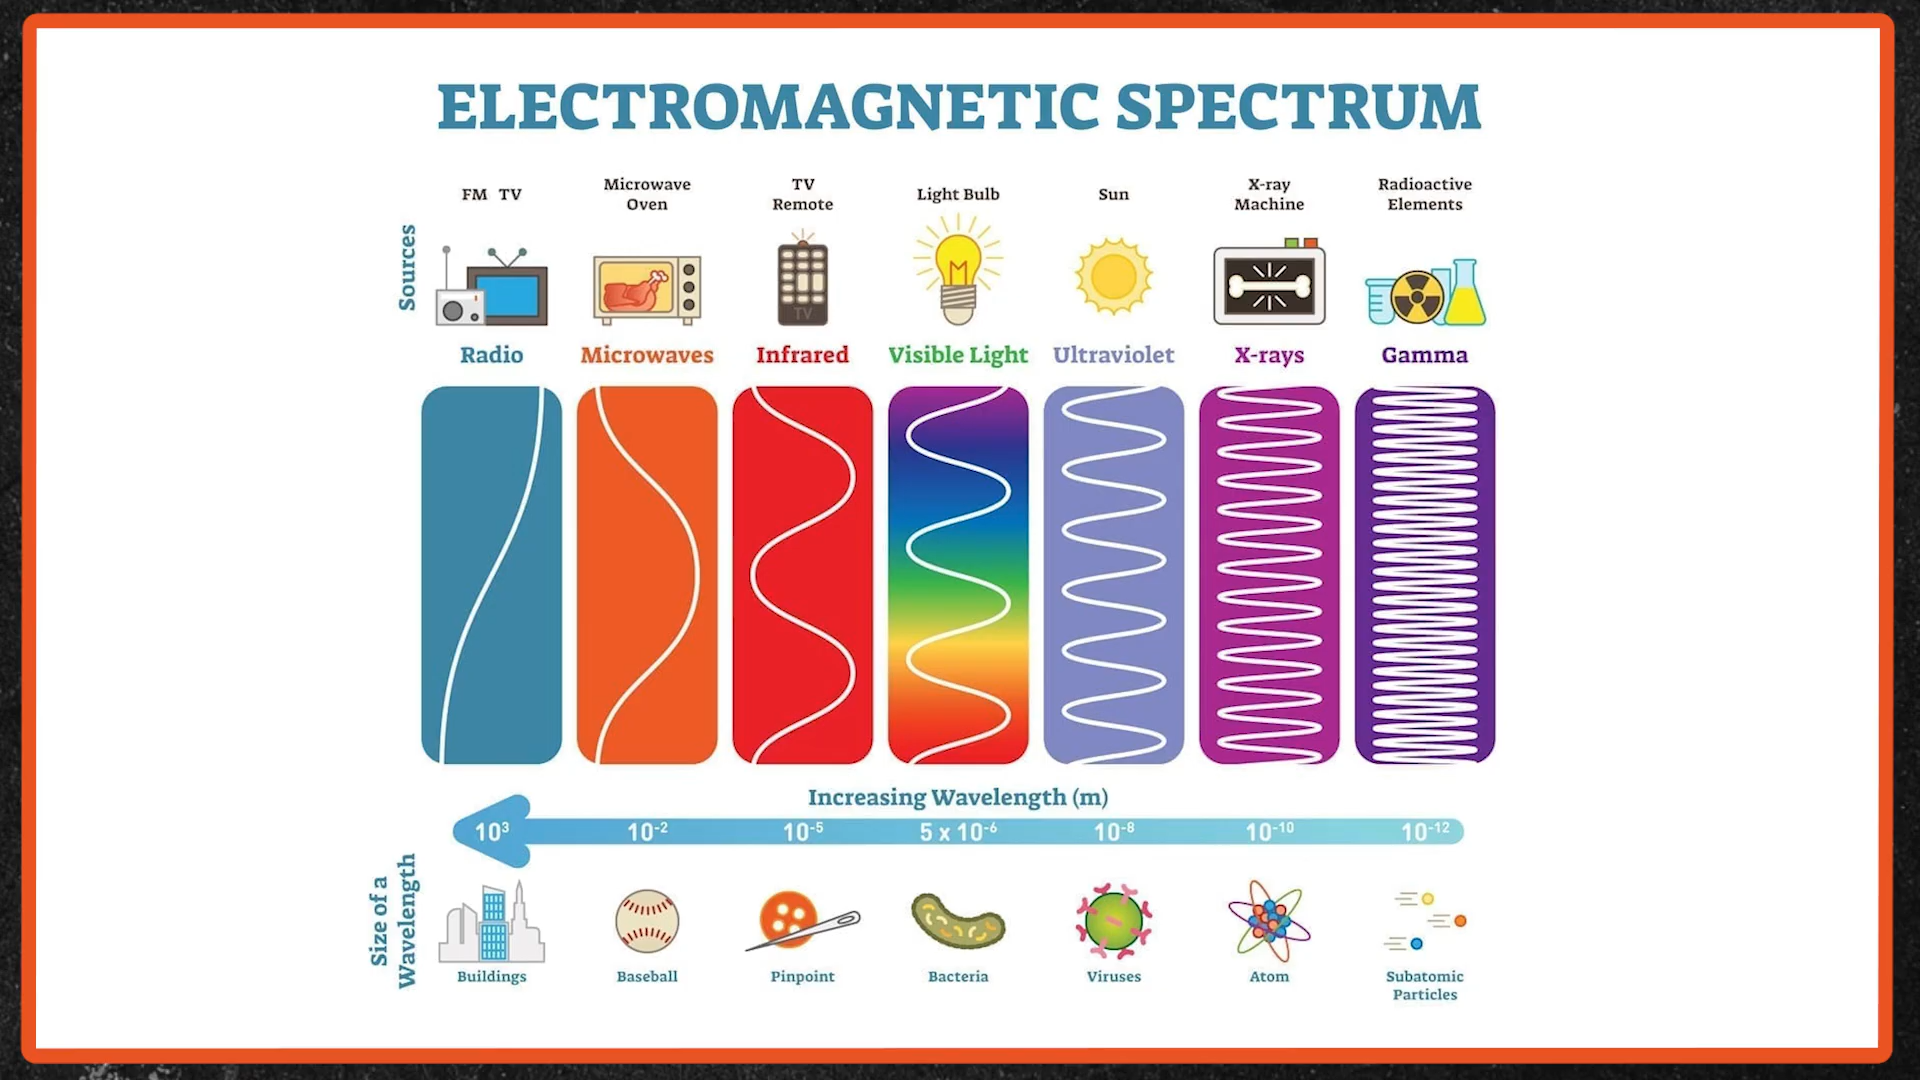 ELECTROMAGNETIC SPECTRUM
Sources
FM TV
Microwave
Oven
TV
Remote
Light Bulb
Sun
X-ray
Machine
Radioactive
Elements
TV
Radio
Microwaves
Infrared
Visible Light
Ultraviolet
X-rays
Gamma
Increasing Wavelength (m)
10³
10⁻²
10⁻⁵
5 x 10⁻⁶
10⁻⁸
10⁻¹⁰
10⁻¹²
Size of a
Wavelength
Buildings
Baseball
Pinpoint
Bacteria
Viruses
Atom
Subatomic
Particles